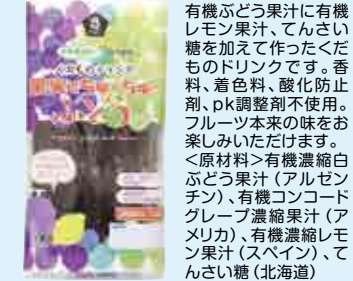 有機ぶどう果汁に有機
レモン果汁、てんさい
糖を加えて作ったくだ
ものドリンクです。香
料、着色料、酸化防止
剤、pk調整剤不使用。
フルーツ本来の味をお
楽しみいただけます。
<原材料>有機濃縮白
ぶどう果汁(アルゼン
チン)、有機コンコード
グレープ濃縮果汁(ア
メリカ)、有機濃縮レモ
ン果汁(スペイン)、て
んさい糖(北海道)